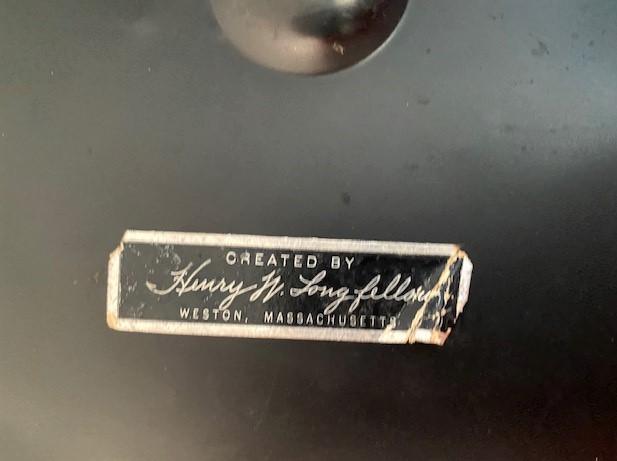 CREATED BY
Henry W. Longfellow
WESTON, MASSACHUSETTS